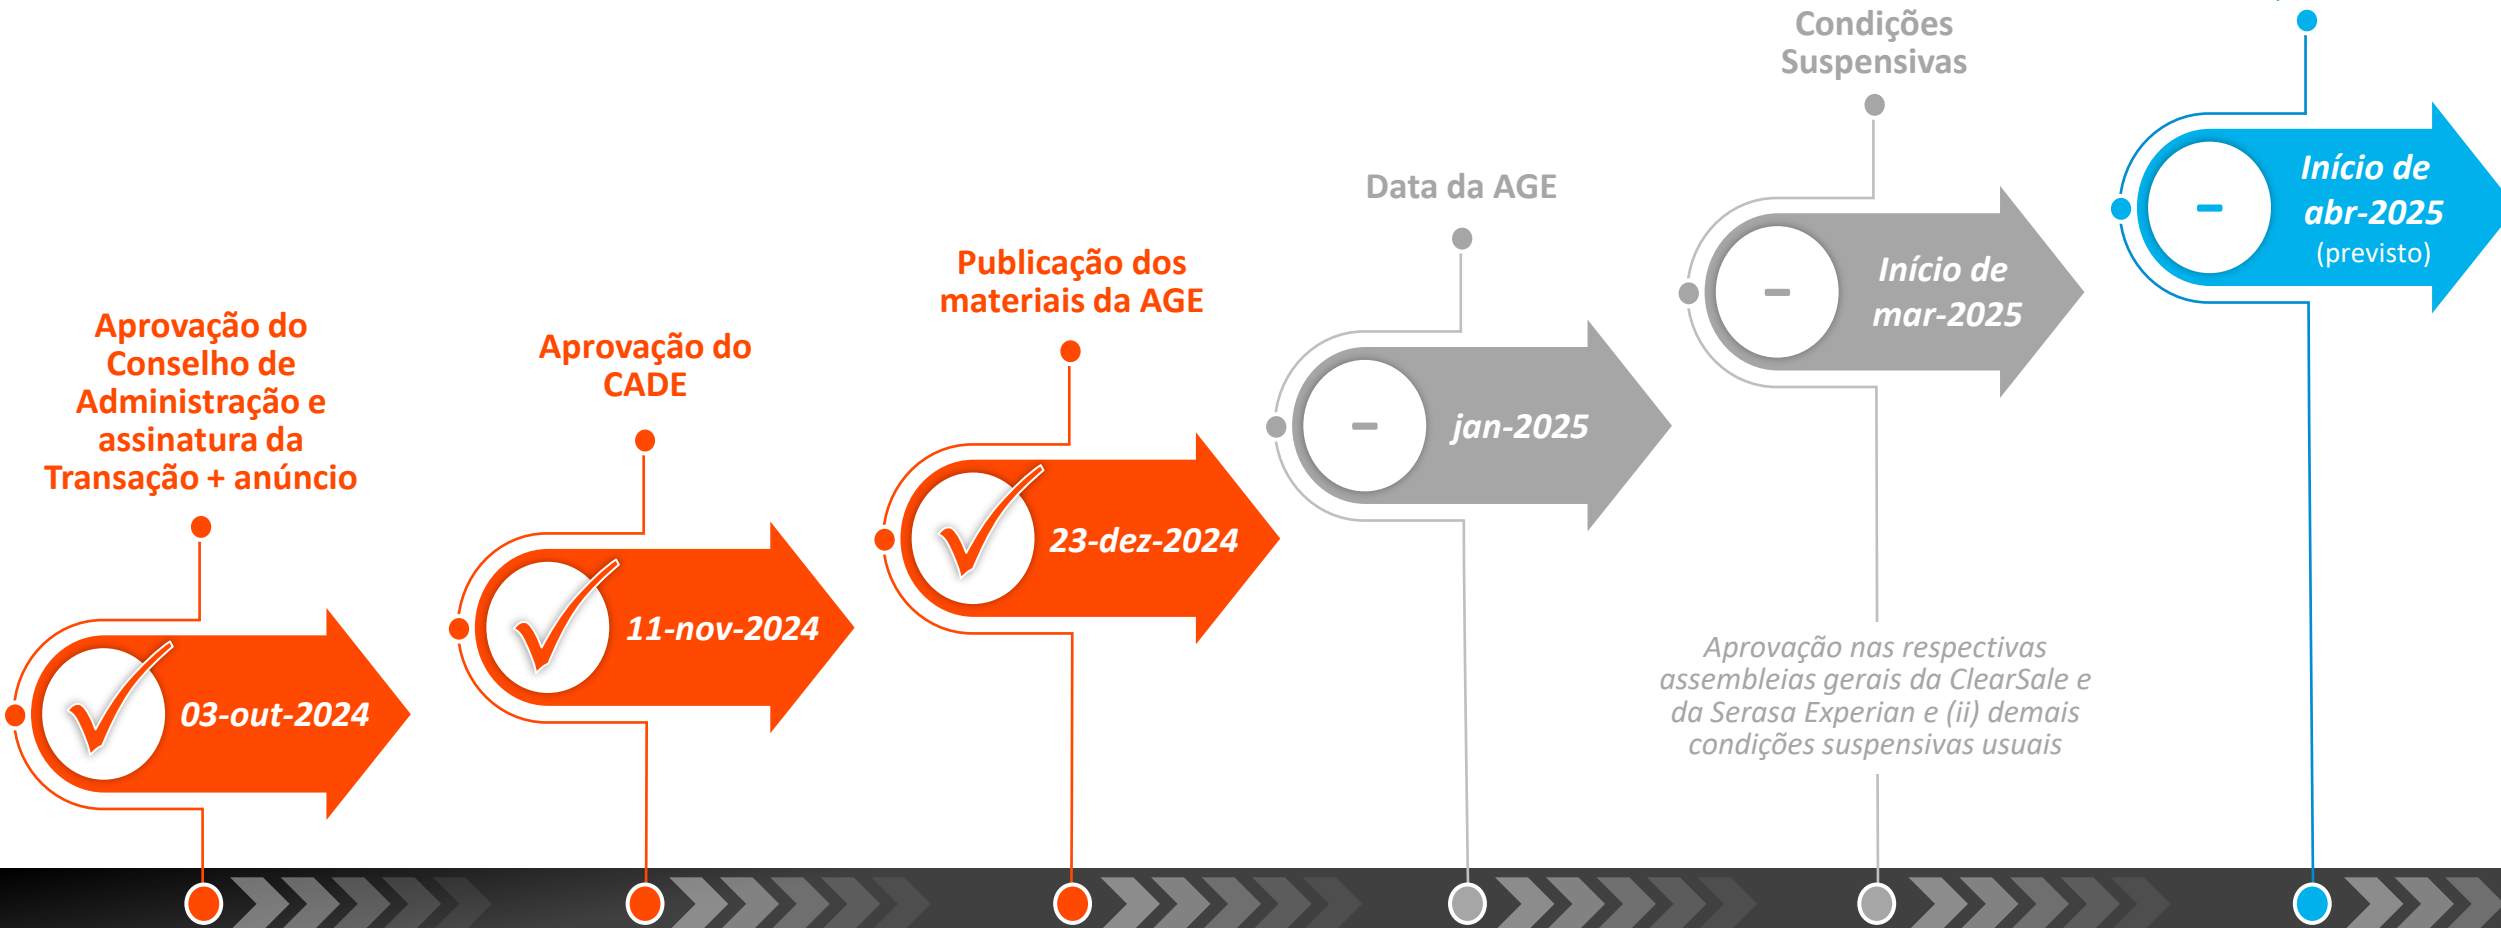 Aprovação do
Conselho de
Administração e
assinatura da
Transação + anúncio
03-out-2024
Aprovação do
CADE
11-nov-2024
Publicação dos
materiais da AGE
23-dez-2024
Data da AGE
jan-2025
Condições
Suspensivas
Início de
mar-2025
Aprovação nas respectivas
assembleias gerais da ClearSale e
da Serasa Experian e (ii) demais
condições suspensivas usuais
Início de
abr-2025
(previsto)